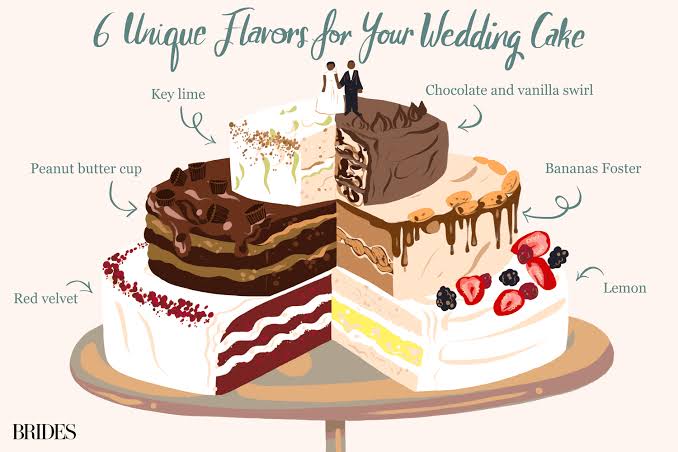 6 Unique Flavors for Your Wedding Cake
Key lime
Chocolate and vanilla swirl
Peanut butter cup
Bananas Foster
Red velvet
Lemon
BRIDES